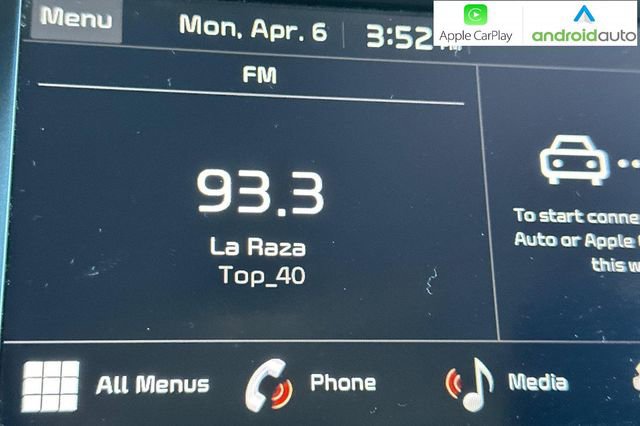 Menu
Mon, Apr. 6
3:52
Apple CarPlay
androidauto
FM
93.3
La Raza
Top_40
To start conne
Auto or Apple
this w
All Menus
Phone
Media